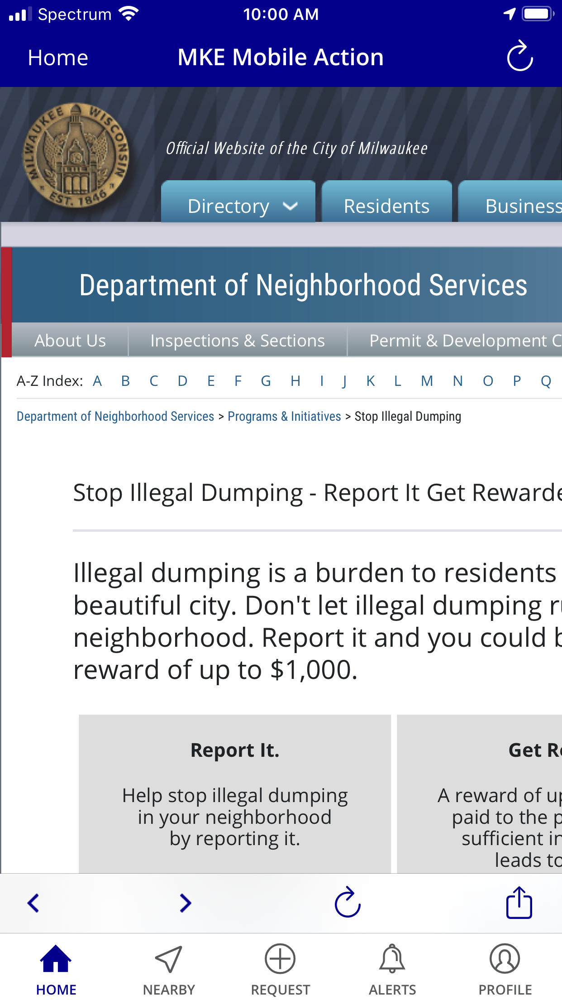 Spectrum 10:00 AM
Home MKE Mobile Action
MILWAUKEE WISCONSIN
EST. 1846
Official Website of the City of Milwaukee
Directory Residents Business
Department of Neighborhood Services
About Us Inspections & Sections Permit & Development C
A-Z Index: A B C D E F G H I J K L M N O P Q
Department of Neighborhood Services > Programs & Initiatives > Stop Illegal Dumping
Stop Illegal Dumping - Report It Get Rewarde
Illegal dumping is a burden to residents
beautiful city. Don't let illegal dumping r
neighborhood. Report it and you could b
reward of up to $1,000.
Report It.
Help stop illegal dumping
in your neighborhood
by reporting it.
Get Re
A reward of up
paid to the p
sufficient in
leads to
HOME NEARBY REQUEST ALERTS PROFILE